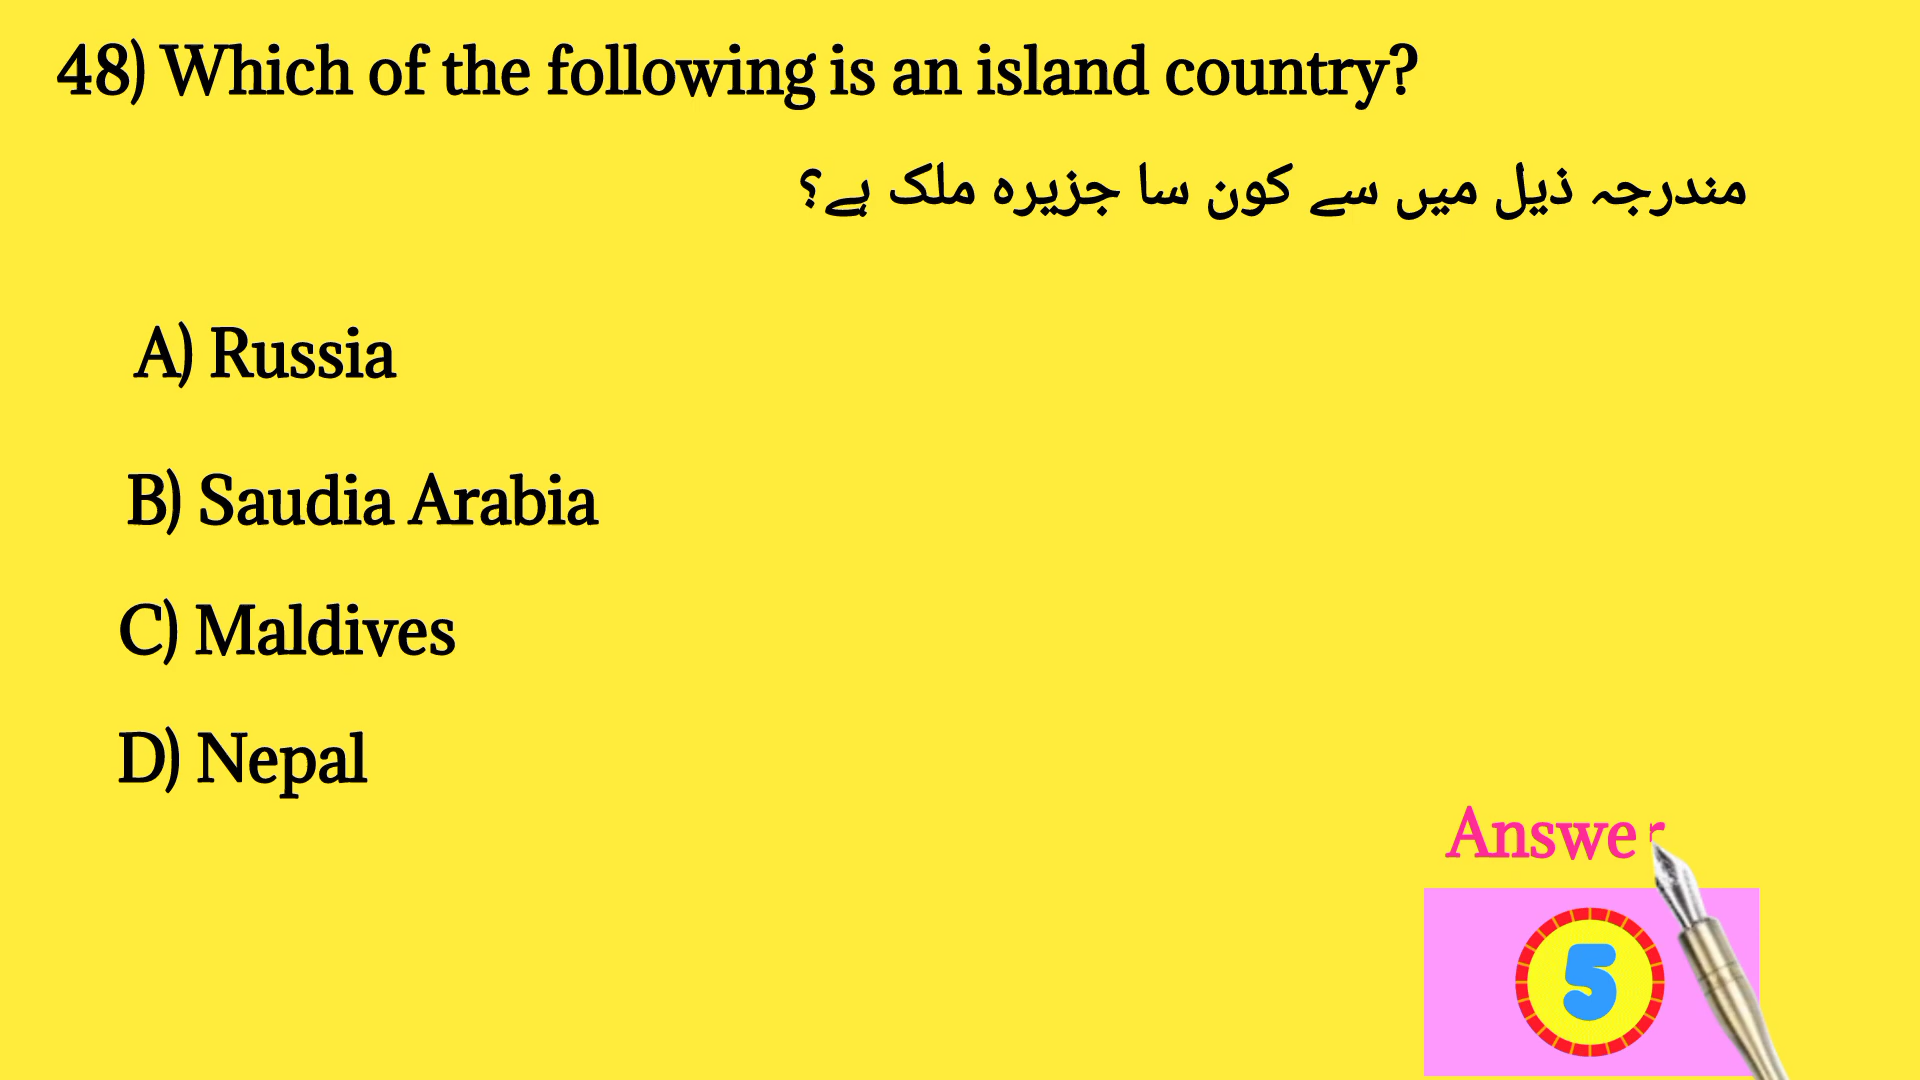 48) Which of the following is an island country?
مندرجہ ذیل میں سے کون سا جزیرہ ملک ہے؟
A) Russia
B) Saudia Arabia
C) Maldives
D) Nepal
Answer
5